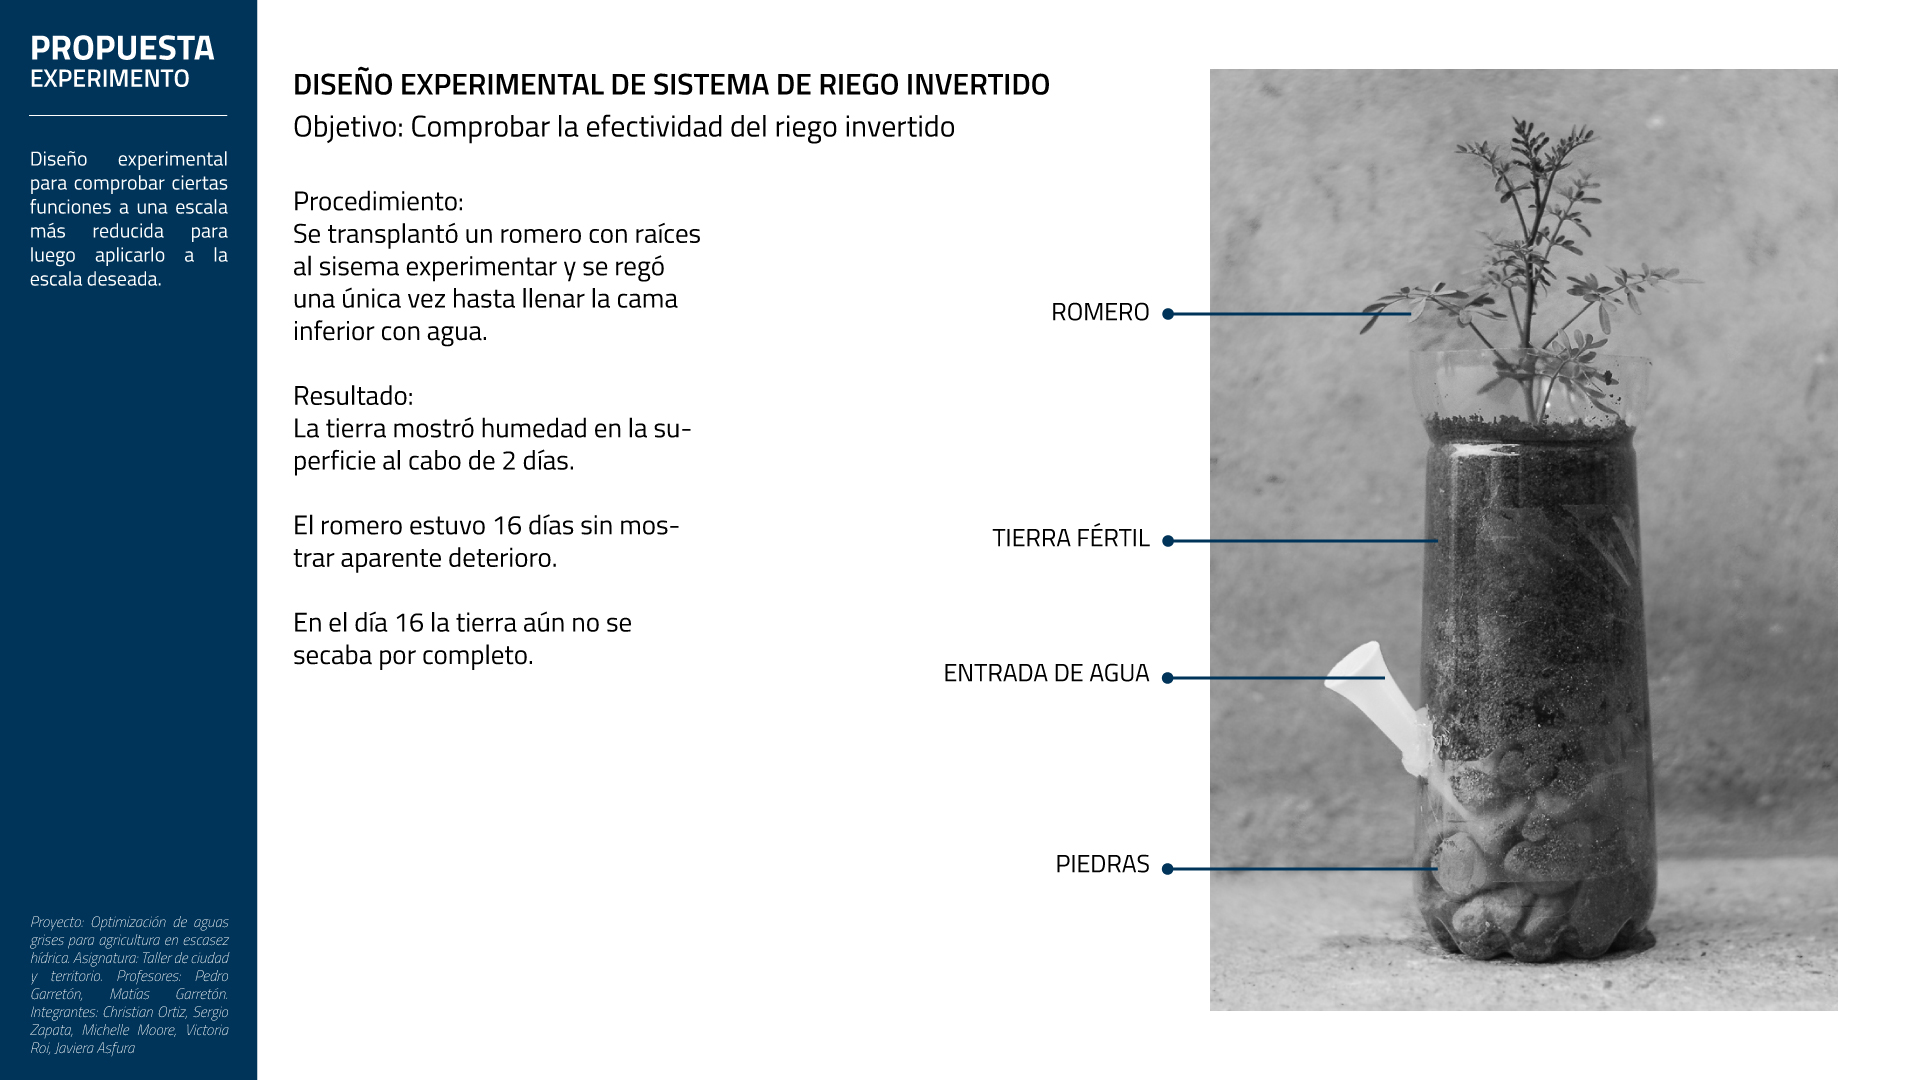 PROPUESTA
EXPERIMENTO
Diseño experimental
para comprobar ciertas
funciones a una escala
más reducida para
luego aplicarlo a la
escala deseada.
Proyecto: Optimización de aguas
grises para agricultura en escasez
hídrica. Asignatura: Taller de ciudad
y territorio. Profesores: Pedro
Garretón, Matías Garretón.
Integrantes: Christian Ortiz, Sergio
Zapata, Michelle Moore, Victoria
Roi, Javiera Asfura
DISEÑO EXPERIMENTAL DE SISTEMA DE RIEGO INVERTIDO
Objetivo: Comprobar la efectividad del riego invertido
Procedimiento:
Se transplantó un romero con raíces
al sisema experimentar y se regó
una única vez hasta llenar la cama
inferior con agua.
Resultado:
La tierra mostró humedad en la su-
perficie al cabo de 2 días.
El romero estuvo 16 días sin mos-
trar aparente deterioro.
En el día 16 la tierra aún no se
secaba por completo.
ROMERO
TIERRA FÉRTIL
ENTRADA DE AGUA
PIEDRAS